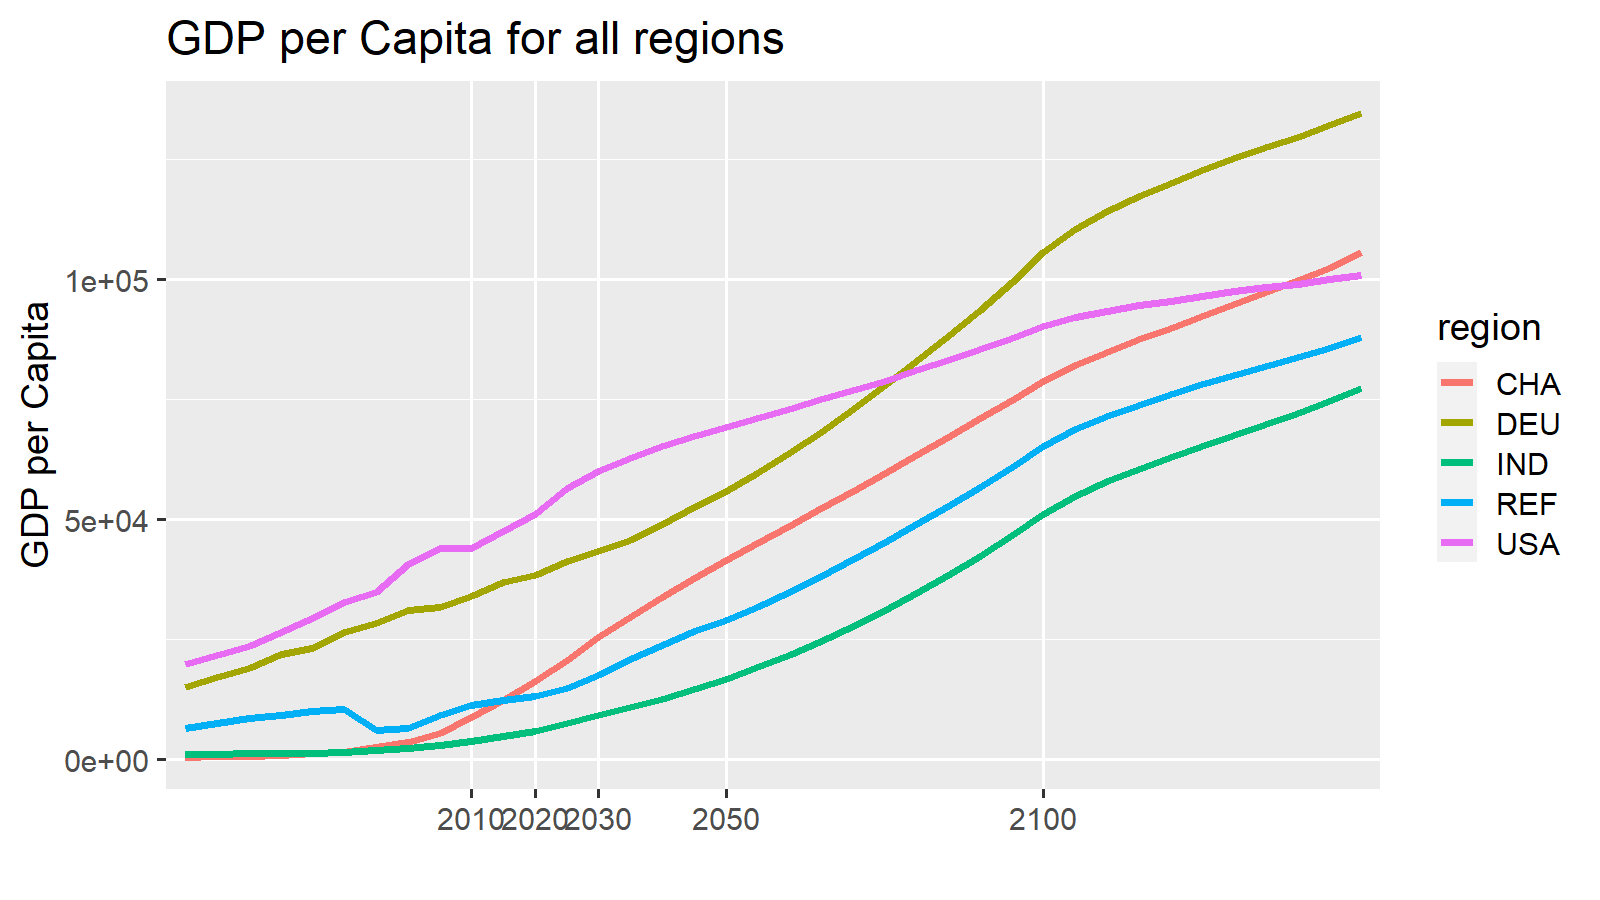 GDP per Capita for all regions
GDP per Capita
1e+05
5e+04
0e+00
2010 2020 2030 2050 2100
region
CHA
DEU
IND
REF
USA